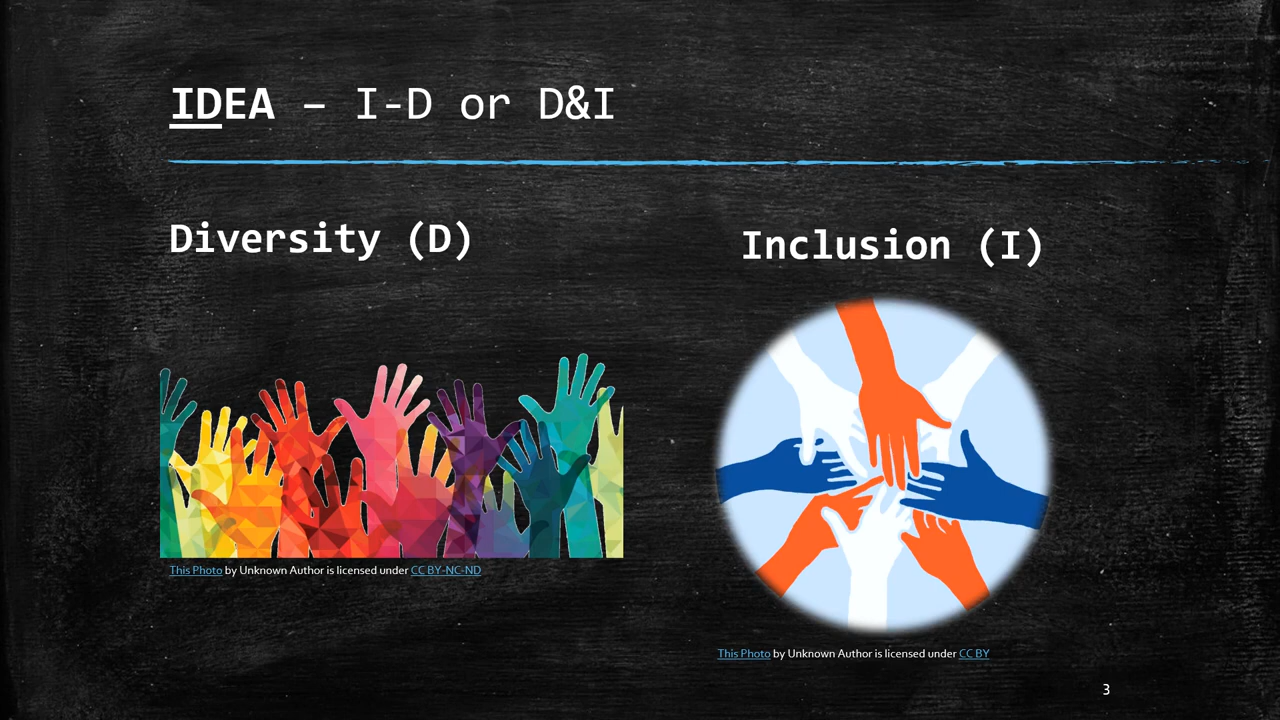 IDEA – I-D or D&I
Diversity (D)
Inclusion (I)
This Photo by Unknown Author is licensed under CC BY-NC-ND
This Photo by Unknown Author is licensed under CC BY
3